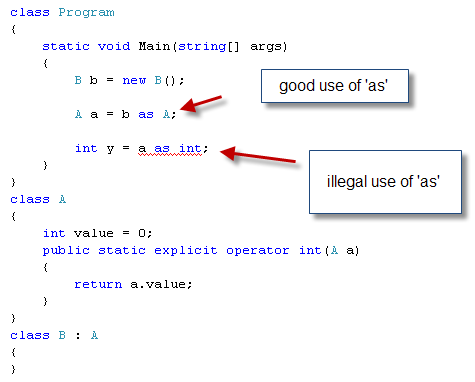 class Program
{
    static void Main(string[] args)
    {
        B b = new B();
good use of 'as'
        A a = b as A;
        int y = a as int;
illegal use of 'as'
    }
}
class A
{
    int value = 0;
    public static explicit operator int(A a)
    {
        return a.value;
    }
}
class B : A
{
}